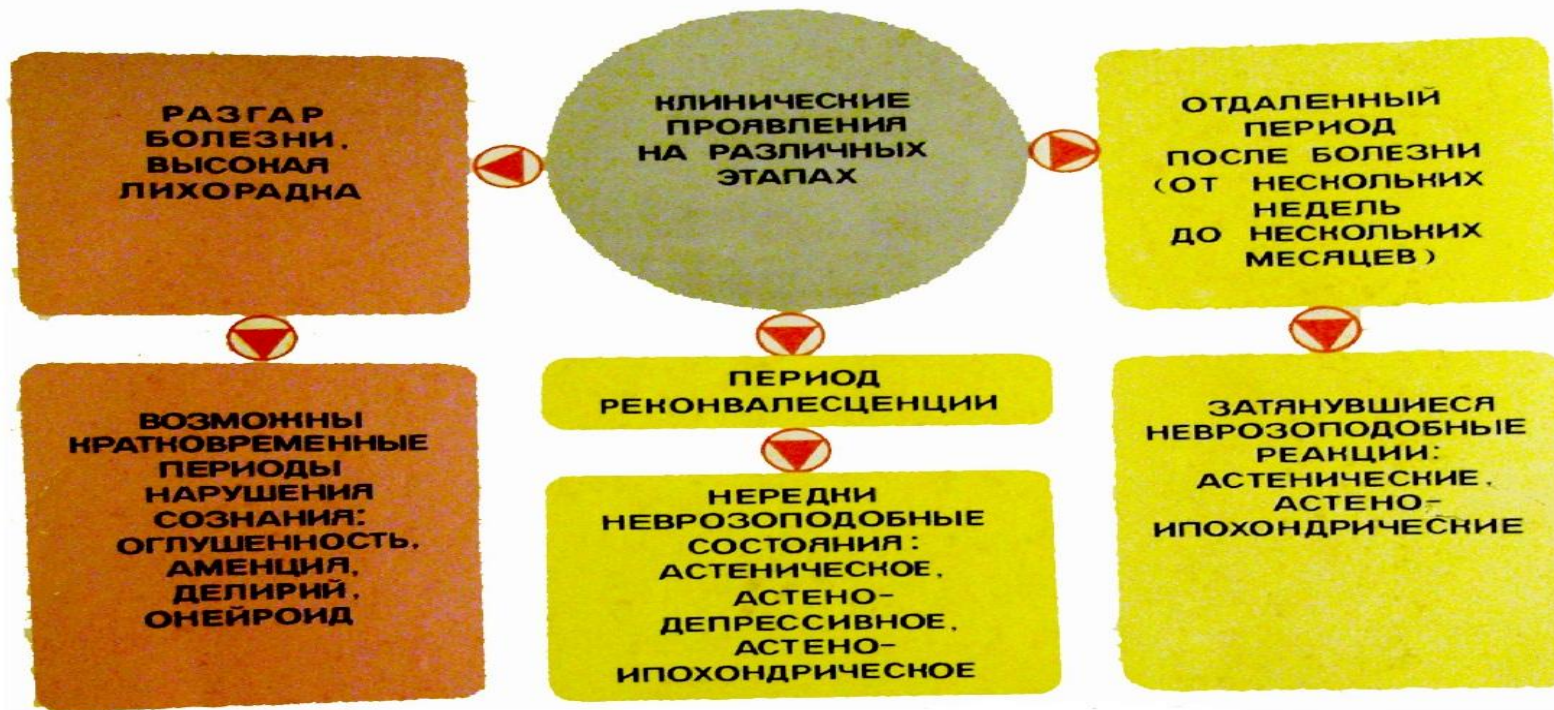 КЛИНИЧЕСКИЕ
ПРОЯВЛЕНИЯ
НА РАЗЛИЧНЫХ
ЭТАПАХ
РАЗГАР
БОЛЕЗНИ,
ВЫСОКАЯ
ЛИХОРАДКА
ВОЗМОЖНЫ
КРАТКОВРЕМЕННЫЕ
ПЕРИОДЫ
НАРУШЕНИЯ
СОЗНАНИЯ:
ОГЛУШЕННОСТЬ,
АМЕНЦИЯ,
ДЕЛИРИЙ,
ОНЕЙРОИД
ПЕРИОД
РЕКОНВАЛЕСЦЕНЦИИ
НЕРЕДКИ
НЕВРОЗОПОДОБНЫЕ
СОСТОЯНИЯ:
АСТЕНИЧЕСКОЕ,
АСТЕНО-
ДЕПРЕССИВНОЕ,
АСТЕНО-
ИПОХОНДРИЧЕСКОЕ
ОТДАЛЕННЫЙ
ПЕРИОД
ПОСЛЕ БОЛЕЗНИ
(ОТ НЕСКОЛЬКИХ
НЕДЕЛЬ
ДО НЕСКОЛЬКИХ
МЕСЯЦЕВ)
ЗАТЯНУВШИЕСЯ
НЕВРОЗОПОДОБНЫЕ
РЕАКЦИИ:
АСТЕНИЧЕСКИЕ,
АСТЕНО-
ИПОХОНДРИЧЕСКИЕ